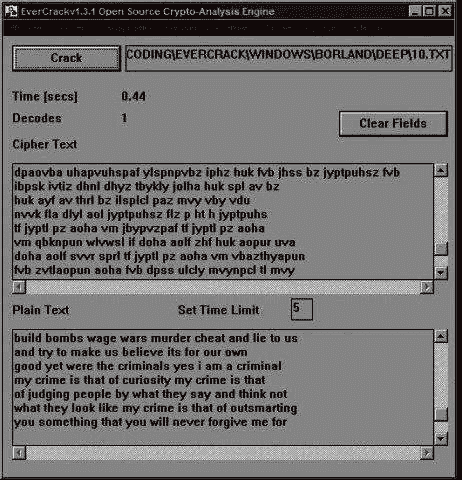 EverCrackv1.3.1 Open Source Crypto-Analysis Engine
Crack
CODING\EVERCRACK\WINDOWS\BORLAND\DEEP\10.TXT
Time [secs] 0.44
Decodes 1
Clear Fields
Cipher Text
dpaovba uhapvuhspaf ylspnpvbz iphz huk fvb jhss bz jyptpuhsz fvb
ibpsk ivtiz dhnl dhyz tbykly jolha huk spl av bz
huk ayf av thrl bz ilsplcl paz mvy vby vdu
nvvk fla dlyl aol jyptpuhsz flz p ht h jyptpuhs
tf jyptl pz aoha vm jbypvzpaf tf jyptl pz aoha
vm qbknpun wlvwsl if doha aolf zhf huk aopur uva
doha aolf svvr sprl tf jyptl pz aoha vm vbazthyapun
fvb zvtlaopun aoha fvb dpss ulcly mvynpcl tl mvy
Plain Text Set Time Limit 5
build bombs wage wars murder cheat and lie to us
and try to make us believe its for our own
good yet were the criminals yes i am a criminal
my crime is that of curiosity my crime is that
of judging people by what they say and think not
what they look like my crime is that of outsmarting
you something that you will never forgive me for